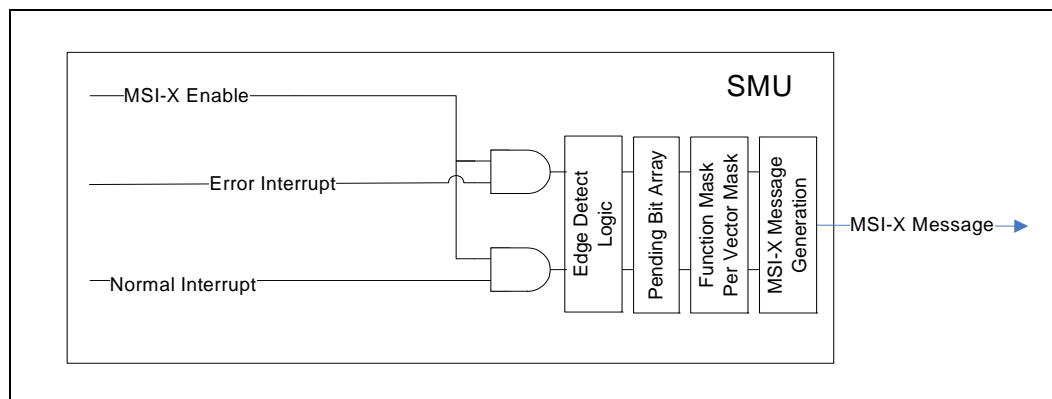 SMU
MSI-X Enable
Error Interrupt
Normal Interrupt
Edge Detect
Logic
Pending Bit Array
Function Mask
Per Vector Mask
MSI-X Message
Generation
MSI-X Message